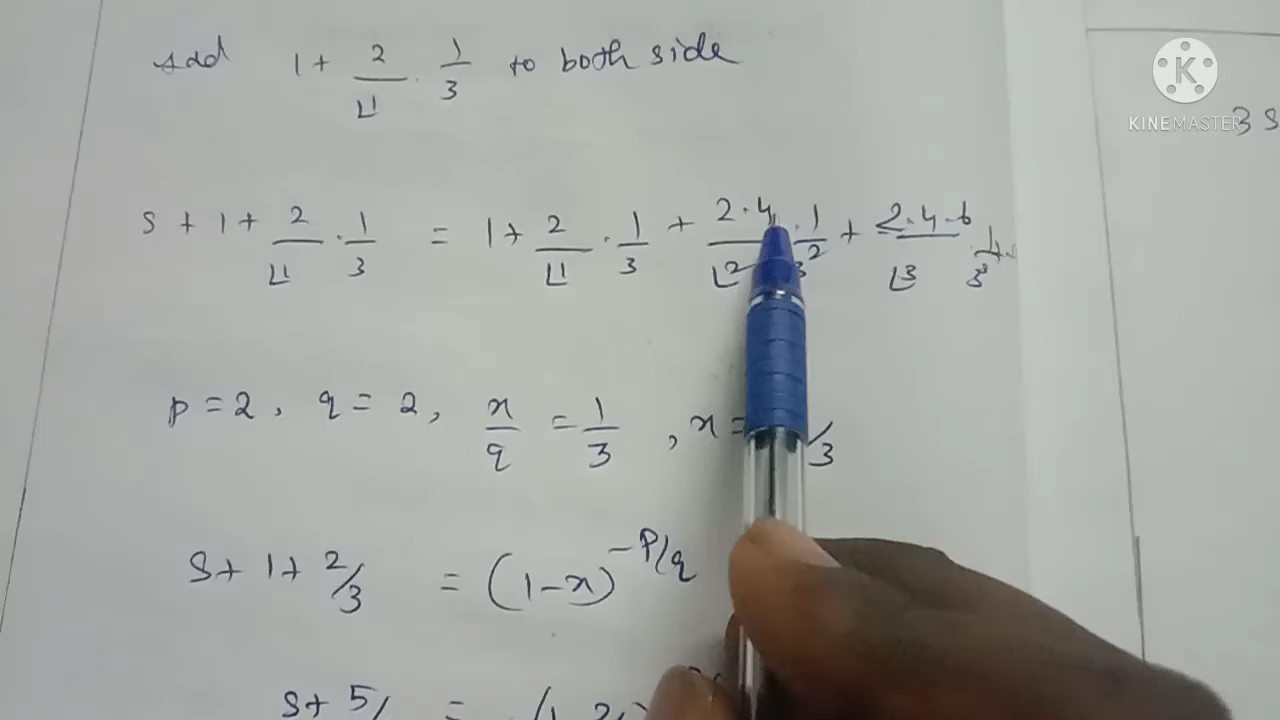 Add 1 + 2/∟1 . 1/3 to both side
KINEMASTER
3 S
S + 1 + 2/∟1 . 1/3 = 1 + 2/∟1 . 1/3 + 2.4/∟2 . 1/3² + 2.4.6/∟3 . 1/3³ ..
p = 2, q = 2, x/q = 1/3, x = /3
S + 1 + 2/3 = (1 - x)^-P/q
S + 5/ = (1 - 2/